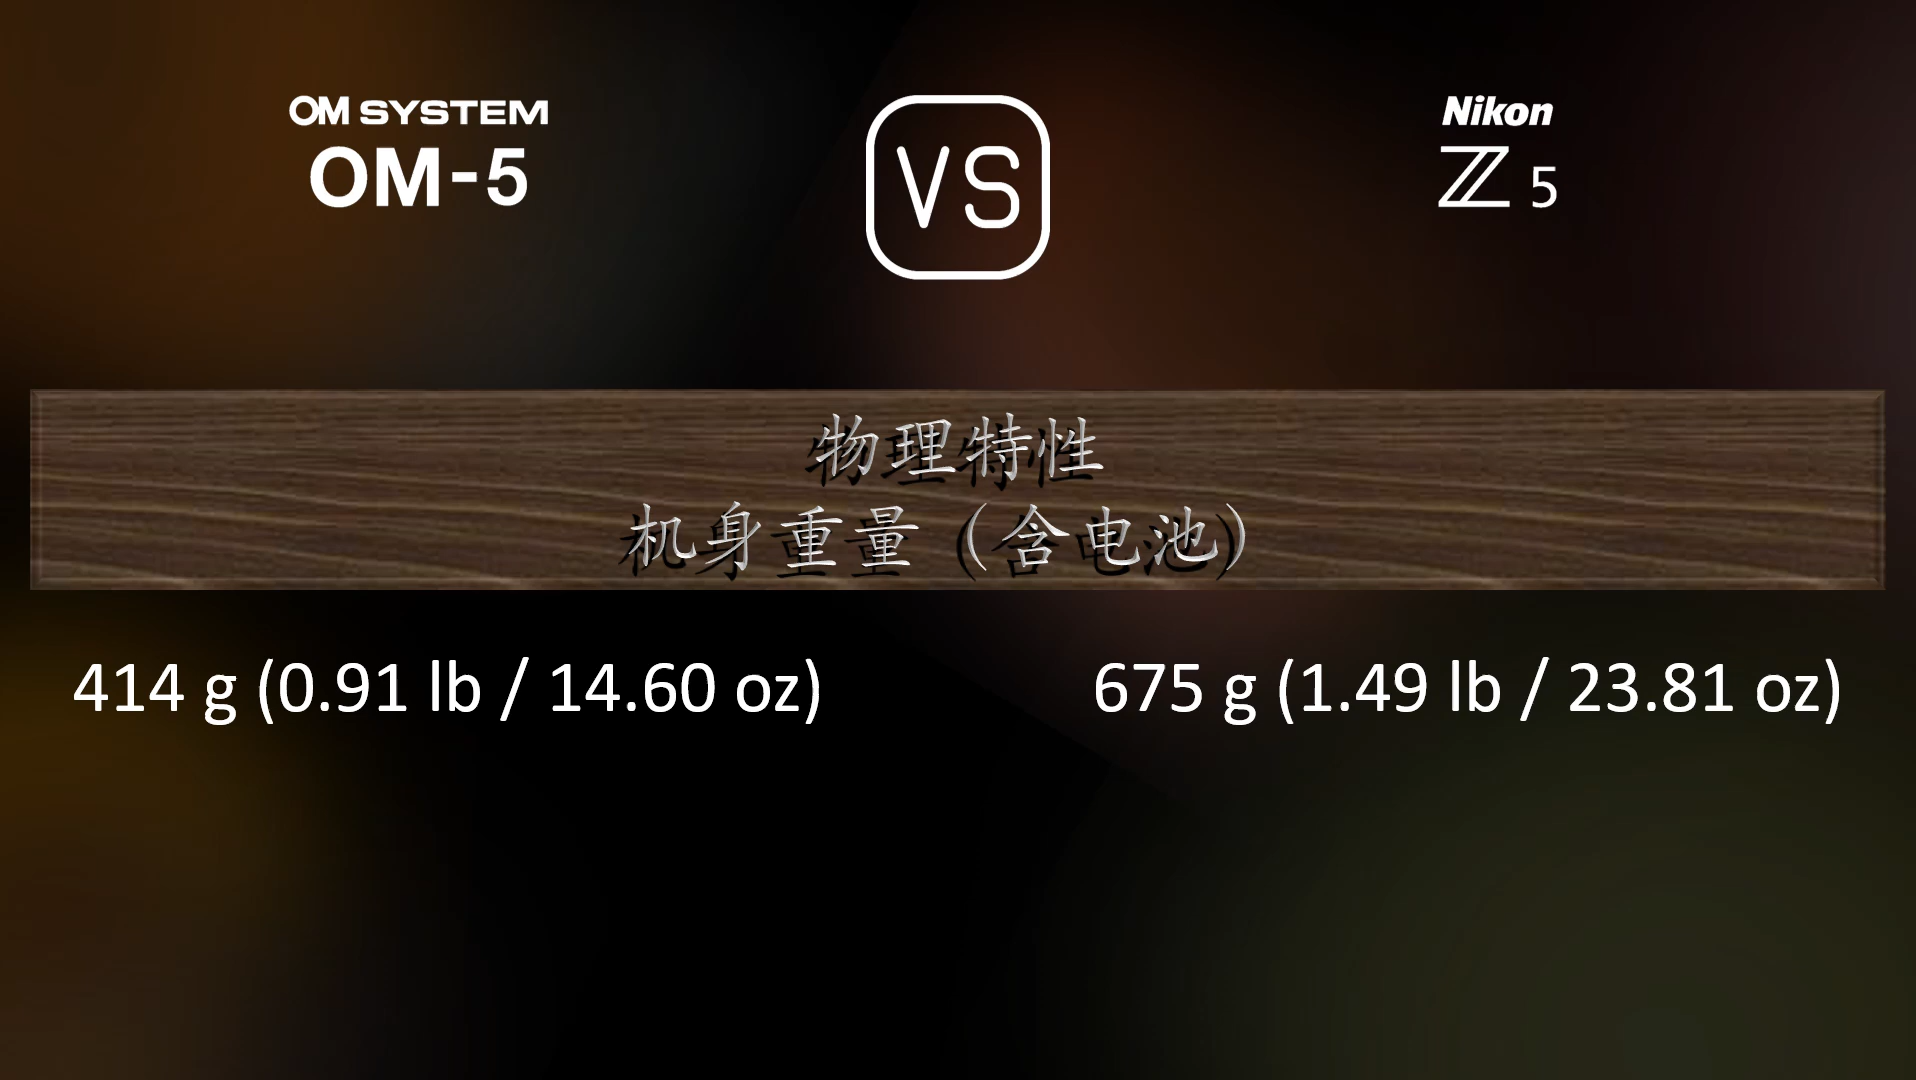 OM SYSTEM
OM-5
VS
Nikon
Z 5
物理特性
机身重量（含电池）
414 g (0.91 lb / 14.60 oz)
675 g (1.49 lb / 23.81 oz)